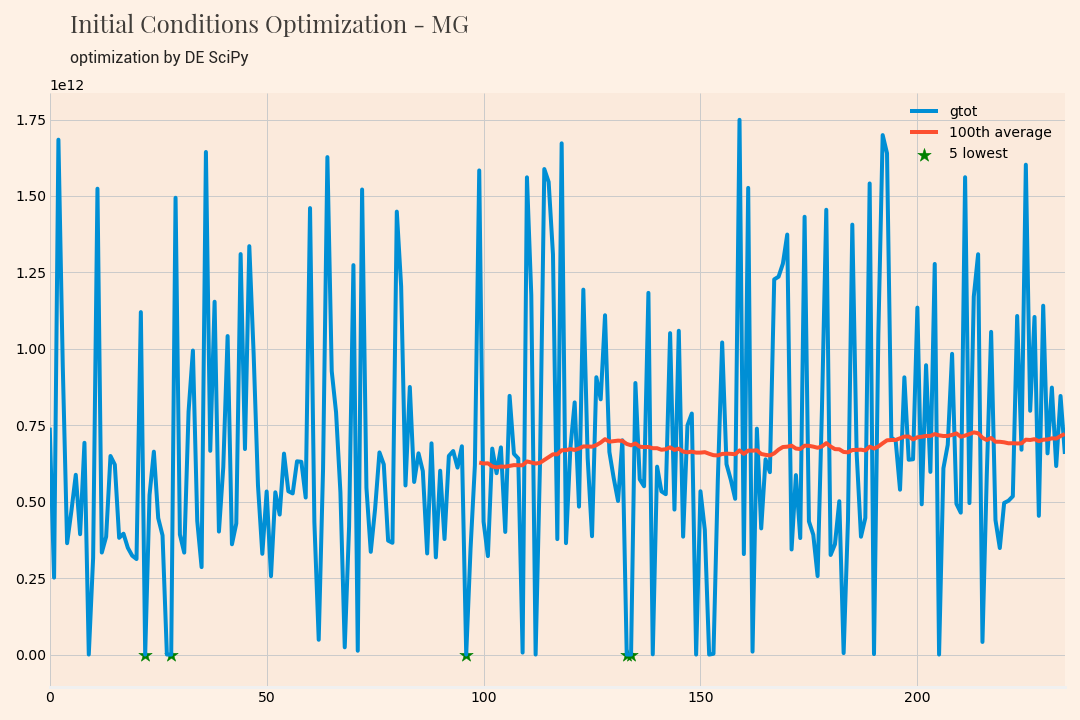 Initial Conditions Optimization - MG
optimization by DE SciPy
1e12
1.75
1.50
1.25
1.00
0.75
0.50
0.25
0.00
0 50 100 150 200
gtot
100th average
5 lowest